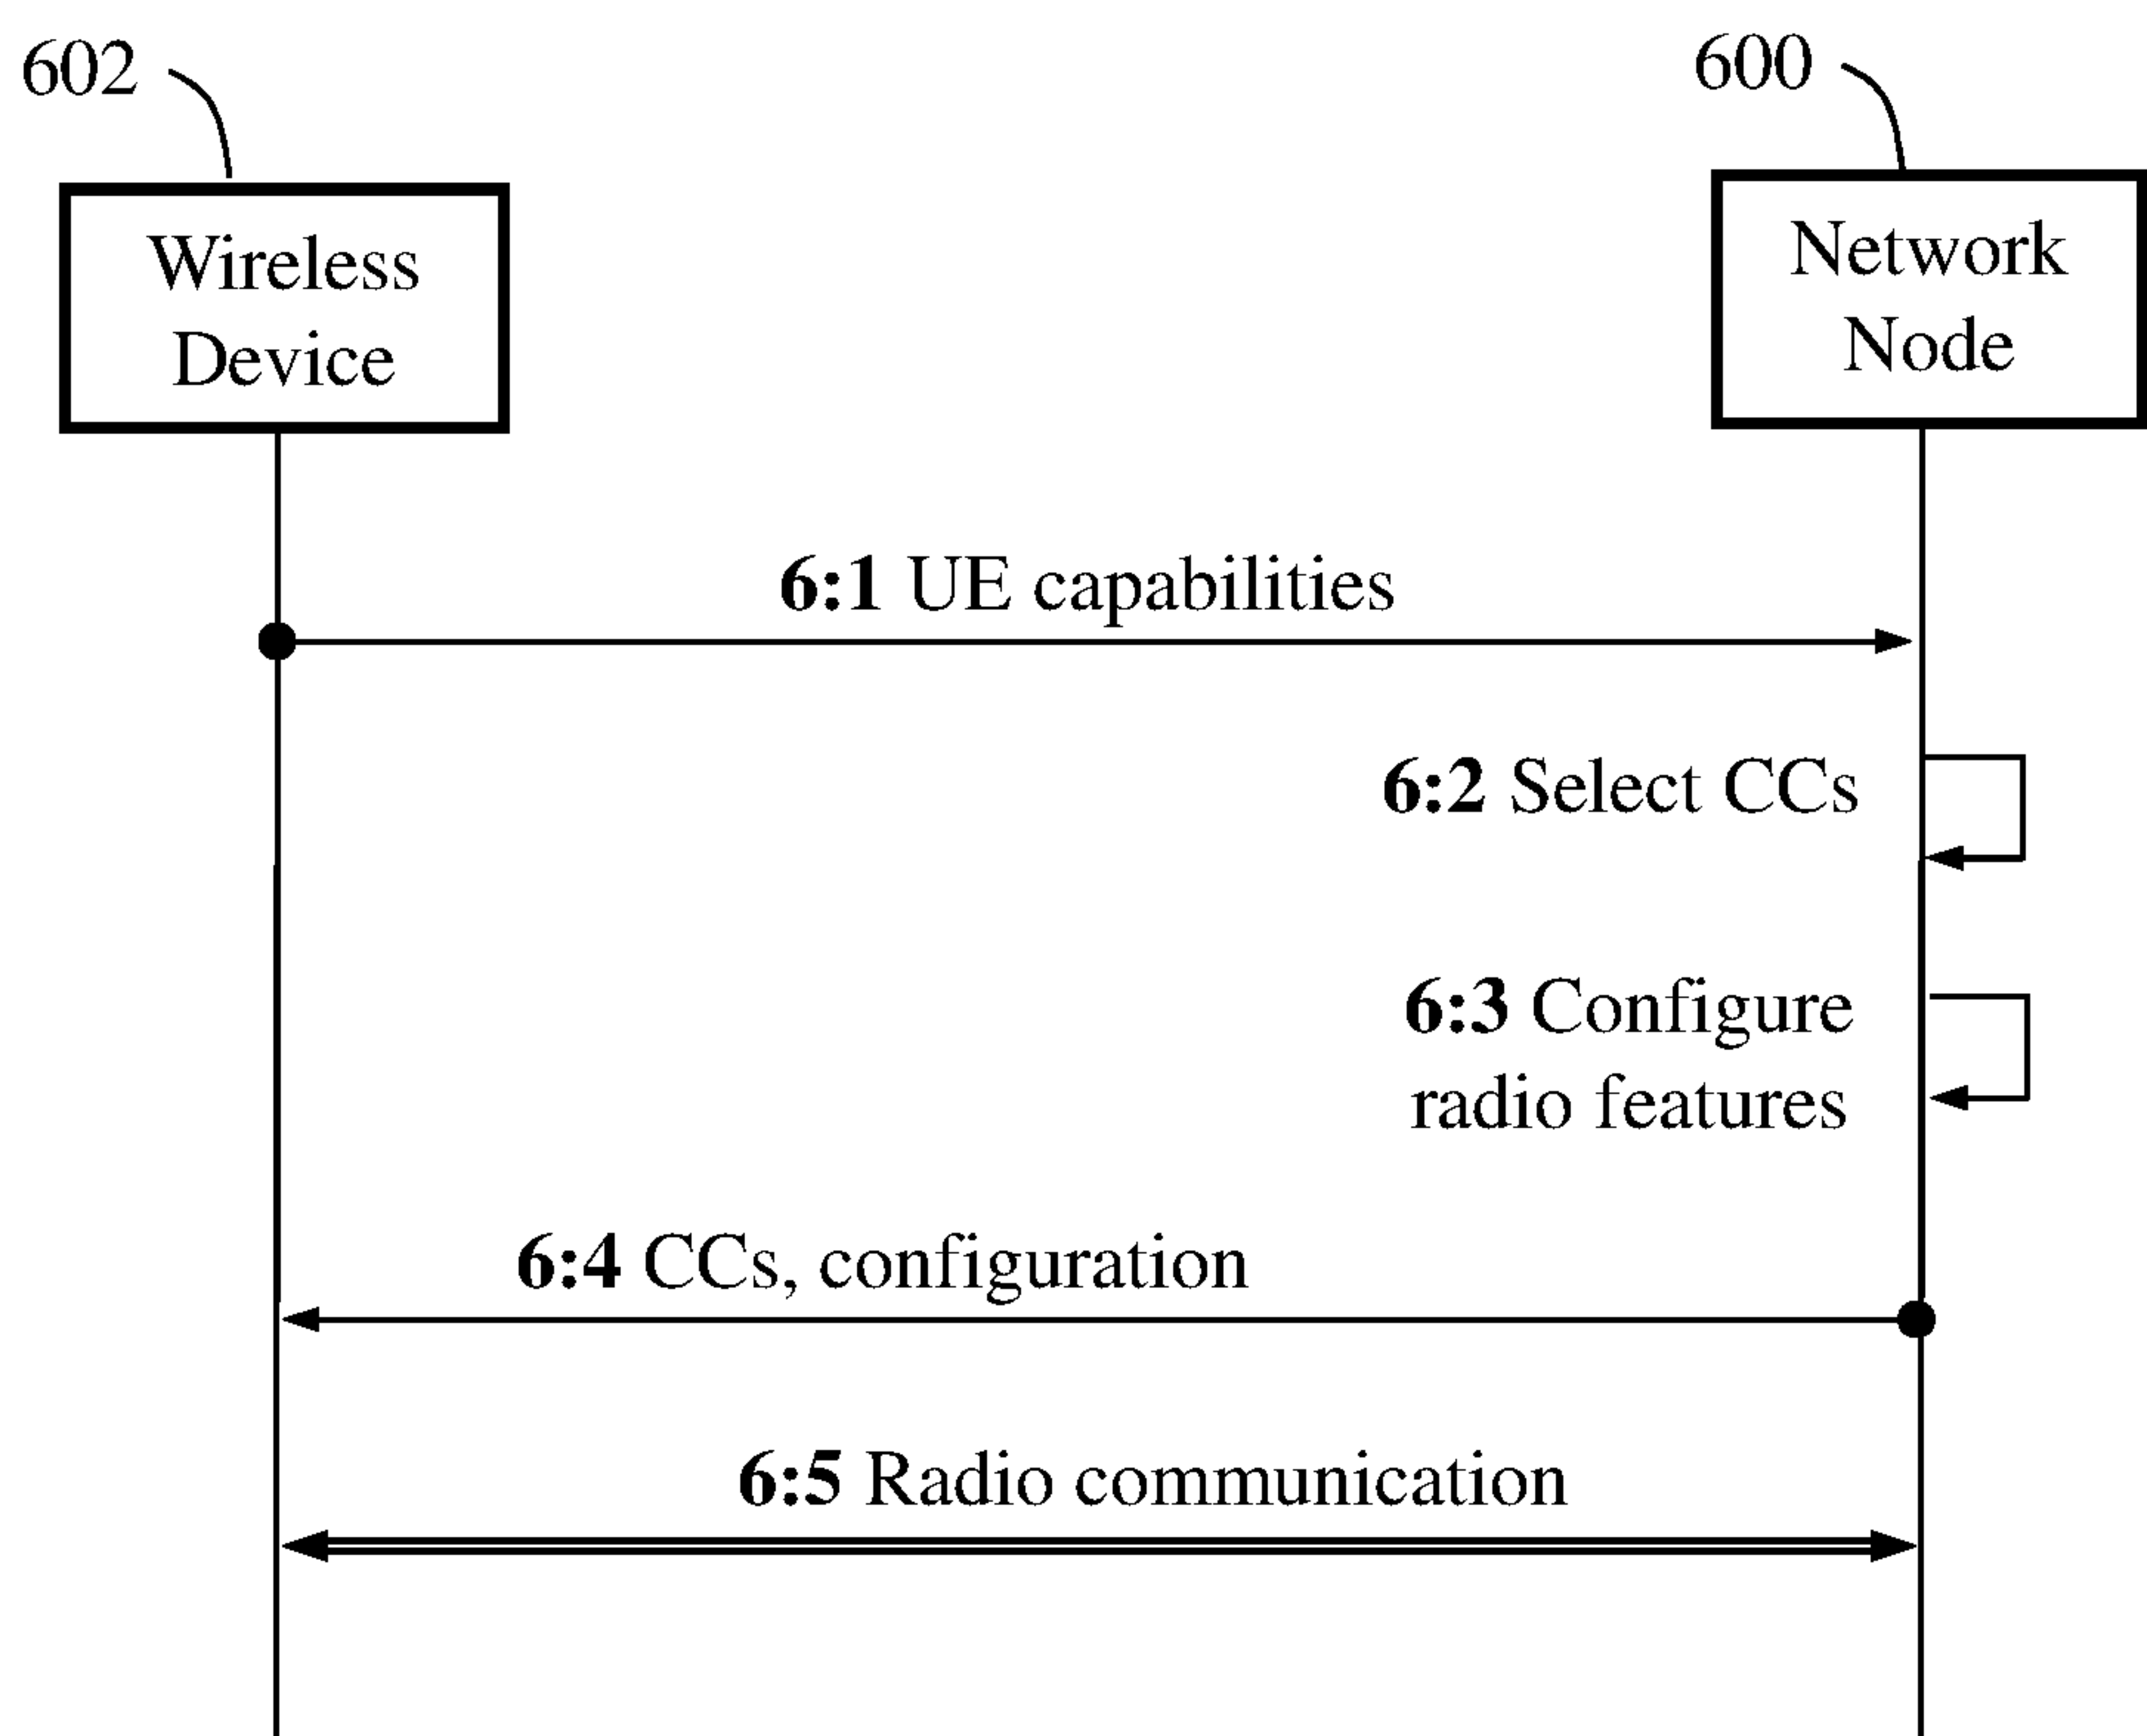 602
600
Wireless
Device
Network
Node
6:1 UE capabilities
6:2 Select CCs
6:3 Configure
radio features
6:4 CCs, configuration
6:5 Radio communication